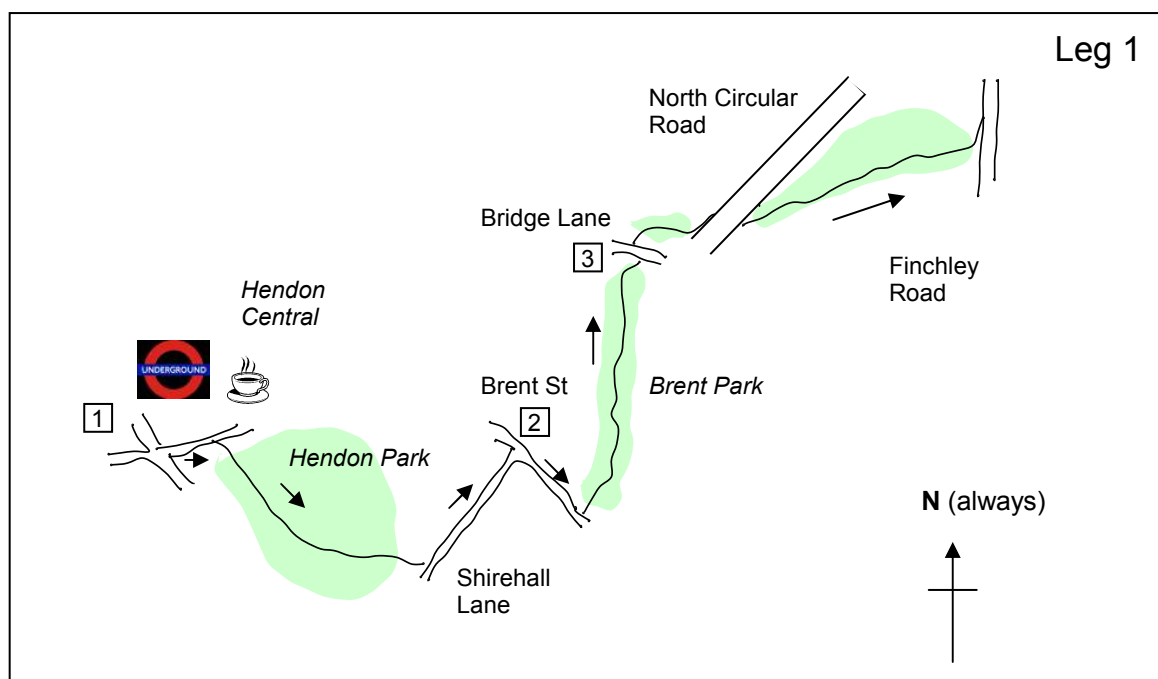 Leg 1
North Circular
Road
Bridge Lane
3
Finchley
Road
Hendon
Central
UNDERGROUND
1
Brent St
2
Brent Park
Hendon Park
N (always)
Shirehall
Lane